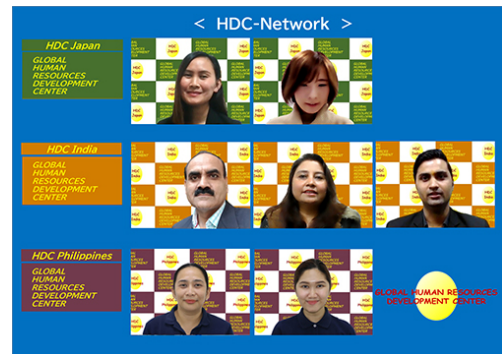 < HDC-Network >
HDC Japan
GLOBAL
HUMAN
RESOURCES
DEVELOPMENT
CENTER
HDC India
GLOBAL
HUMAN
RESOURCES
DEVELOPMENT
CENTER
HDC Philippines
GLOBAL
HUMAN
RESOURCES
DEVELOPMENT
CENTER
GLOBAL HUMAN RESOURCES
DEVELOPMENT CENTER